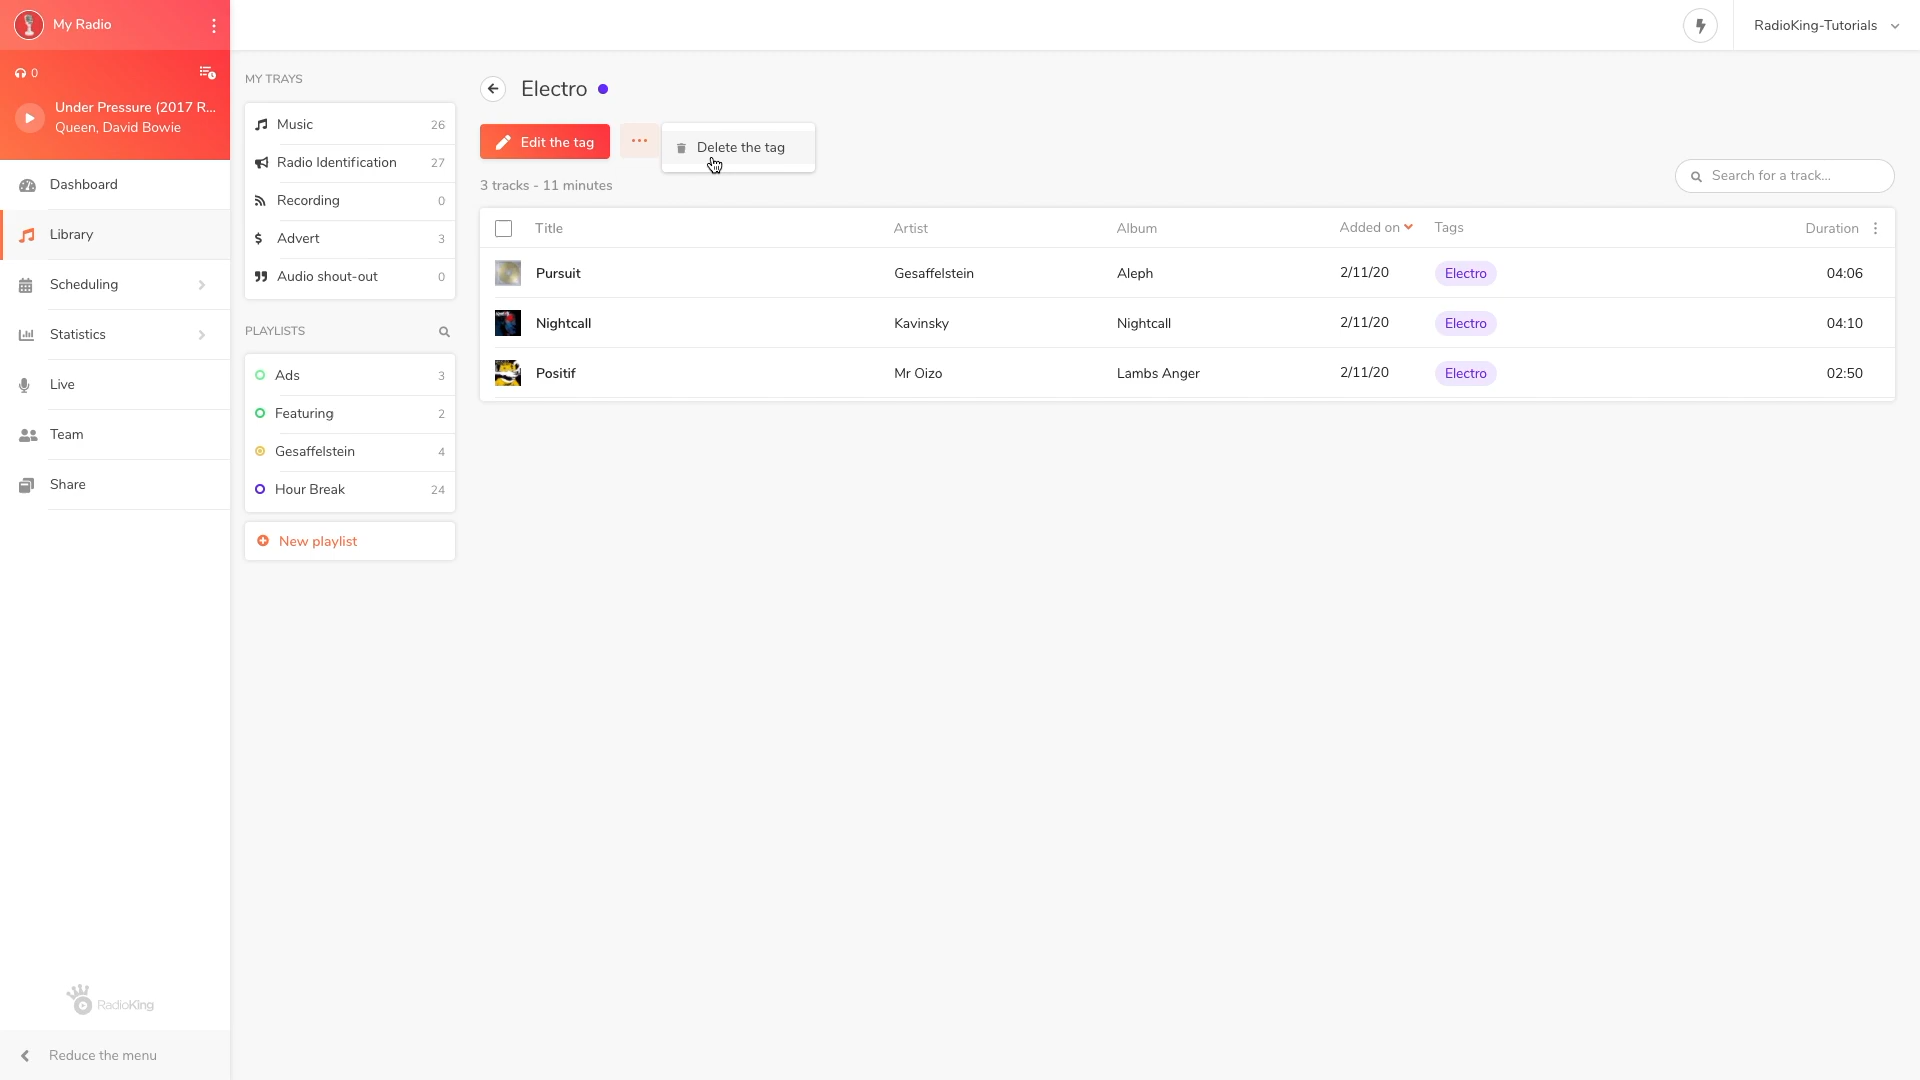 My Radio
RadioKing-Tutorials
0
Under Pressure (2017 R...
Queen, David Bowie
Dashboard
Library
Scheduling
Statistics
Live
Team
Share
RadioKing
Reduce the menu
MY TRAYS
Music 26
Radio Identification 27
Recording 0
Advert 3
Audio shout-out 0
PLAYLISTS
Ads 3
Featuring 2
Gesaffelstein 4
Hour Break 24
New playlist
Electro
Edit the tag
Delete the tag
3 tracks - 11 minutes
Search for a track...
Title Artist Album Added on Tags Duration
Pursuit Gesaffelstein Aleph 2/11/20 Electro 04:06
Nightcall Kavinsky Nightcall 2/11/20 Electro 04:10
Positif Mr Oizo Lambs Anger 2/11/20 Electro 02:50